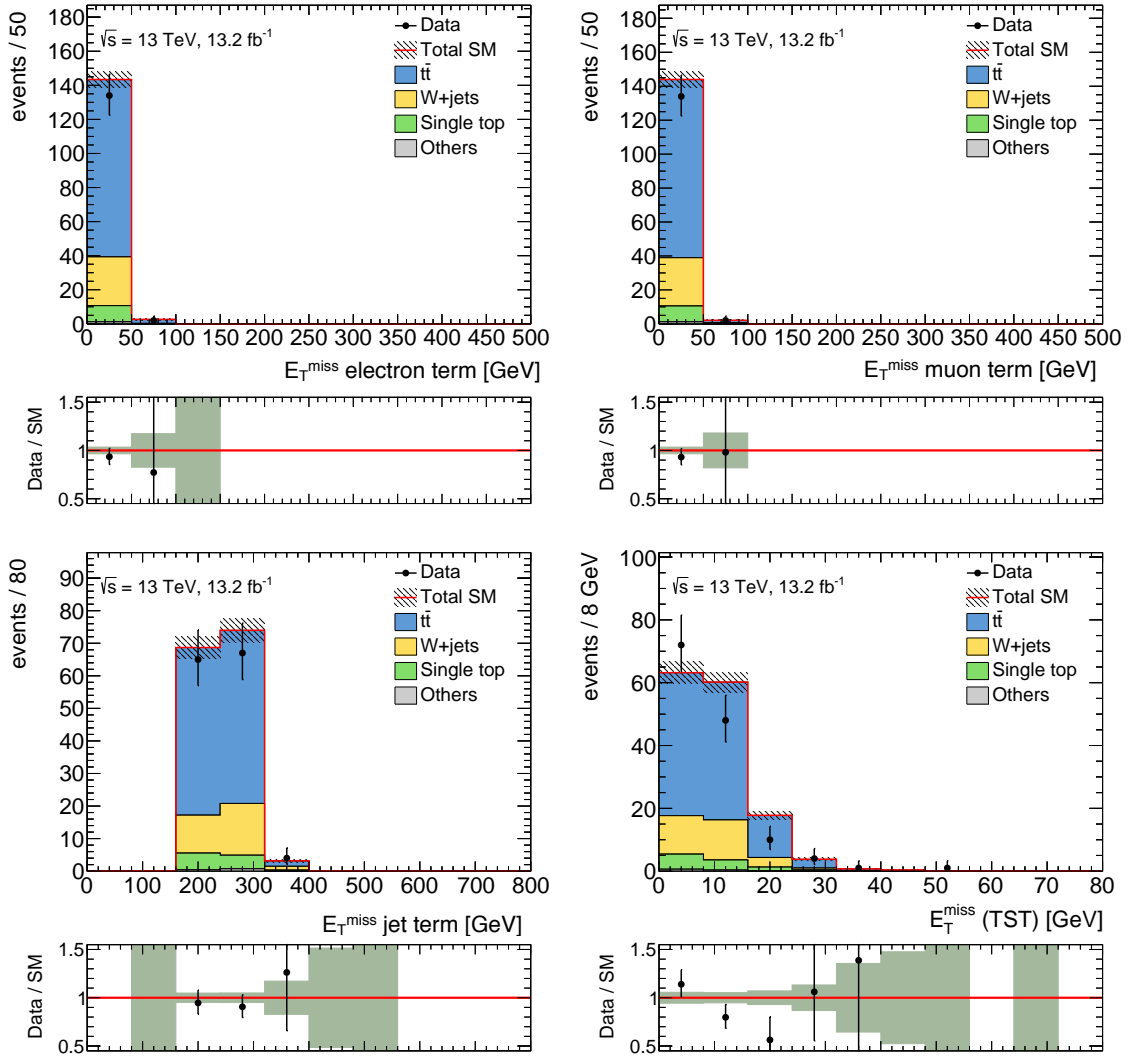 events / 50
140
120
100
80
60
40
20
0
√s = 13 TeV, 13.2 fb⁻¹
Data
Total SM
tt̄
W+jets
Single top
Others
0 50 100 150 200 250 300 350 400 450 500
E_T^miss electron term [GeV]
Data / SM
1.5
1
0.5
events / 50
180
160
140
120
100
80
60
40
20
0
√s = 13 TeV, 13.2 fb⁻¹
Data
Total SM
tt̄
W+jets
Single top
Others
0 50 100 150 200 250 300 350 400 450 500
E_T^miss muon term [GeV]
Data / SM
1.5
1
0.5
events / 80
90
80
70
60
50
40
30
20
10
0
√s = 13 TeV, 13.2 fb⁻¹
Data
Total SM
tt̄
W+jets
Single top
Others
0 100 200 300 400 500 600 700 800
E_T^miss jet term [GeV]
Data / SM
1.5
1
0.5
events / 8 GeV
100
80
60
40
20
0
√s = 13 TeV, 13.2 fb⁻¹
Data
Total SM
tt̄
W+jets
Single top
Others
0 10 20 30 40 50 60 70 80
E_T^miss (TST) [GeV]
Data / SM
1.5
1
0.5